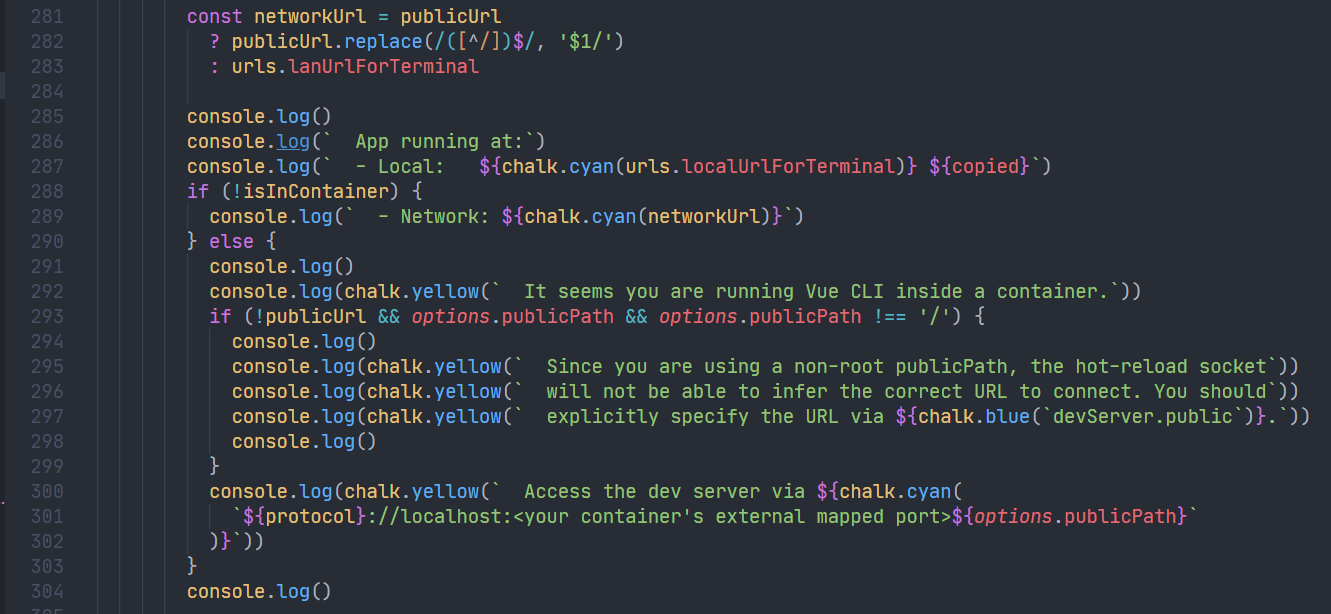 281 const networkUrl = publicUrl
282   ? publicUrl.replace(/([^/])$/, '$1/')
283   : urls.lanUrlForTerminal
284
285 console.log()
286 console.log(`  App running at:`)
287 console.log(`  - Local:   ${chalk.cyan(urls.localUrlForTerminal)} ${copied}`)
288 if (!isInContainer) {
289   console.log(`  - Network: ${chalk.cyan(networkUrl)}`)
290 } else {
291   console.log()
292   console.log(chalk.yellow(`  It seems you are running Vue CLI inside a container.`))
293   if (!publicUrl && options.publicPath && options.publicPath !== '/') {
294     console.log()
295     console.log(chalk.yellow(`  Since you are using a non-root publicPath, the hot-reload socket`))
296     console.log(chalk.yellow(`  will not be able to infer the correct URL to connect. You should`))
297     console.log(chalk.yellow(`  explicitly specify the URL via ${chalk.blue(`devServer.public`)}.`))
298     console.log()
299   }
300   console.log(chalk.yellow(`  Access the dev server via ${chalk.cyan(
301     `${protocol}://localhost:<your container's external mapped port>${options.publicPath}`
302   )}`))
303 }
304 console.log()